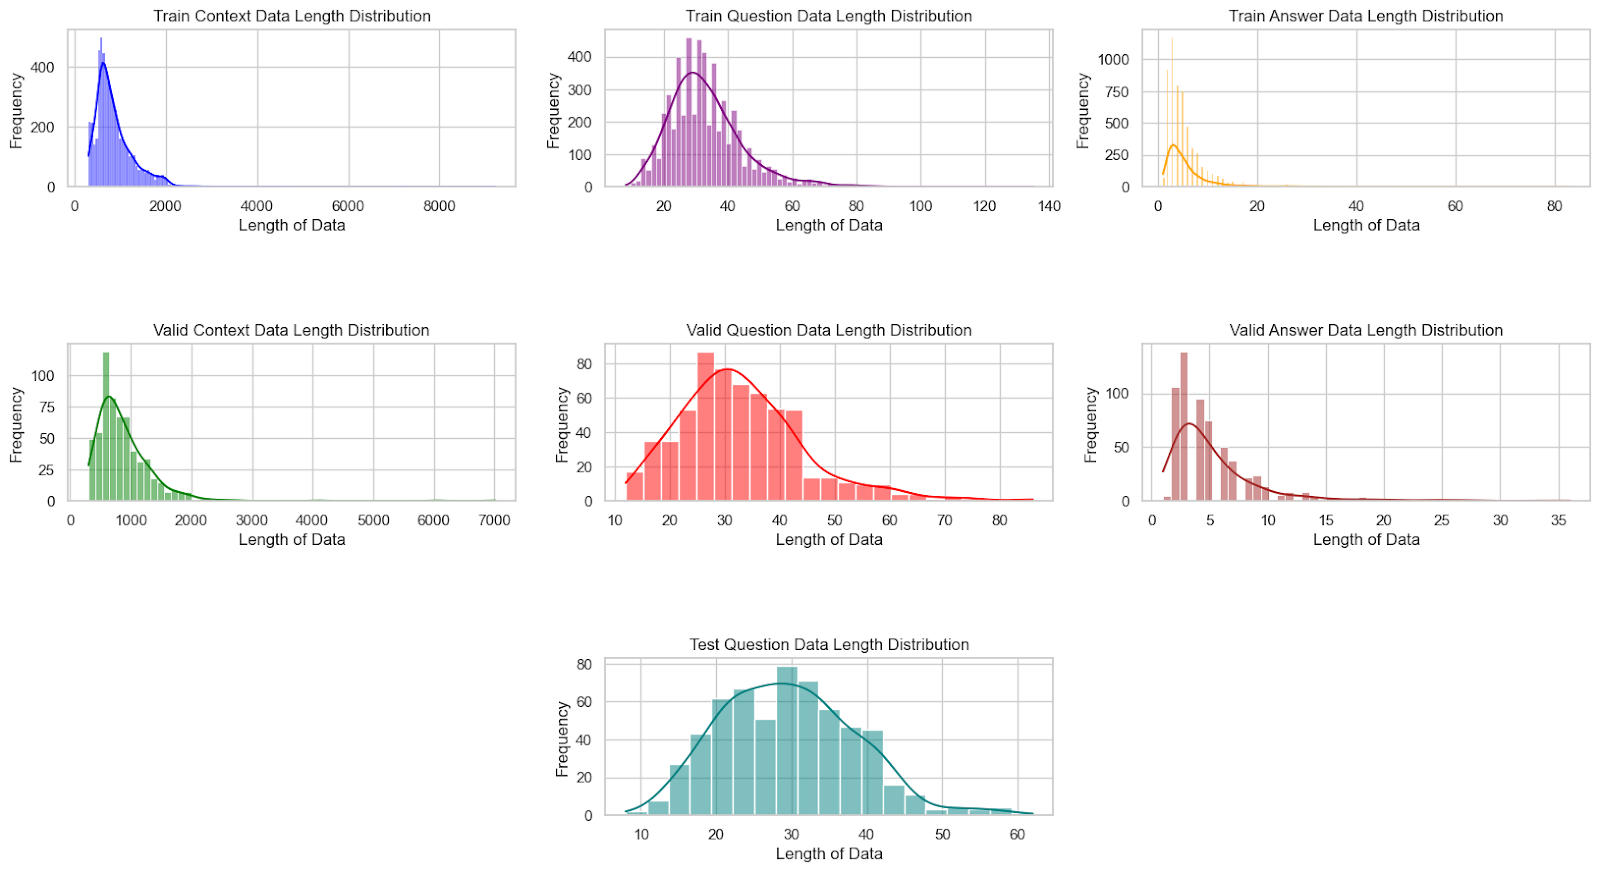 Train Context Data Length Distribution
Frequency
400
200
0
0 2000 4000 6000 8000
Length of Data
Train Question Data Length Distribution
Frequency
400
300
200
100
0
20 40 60 80 100 120 140
Length of Data
Train Answer Data Length Distribution
Frequency
1000
750
500
250
0
0 20 40 60 80
Length of Data
Valid Context Data Length Distribution
Frequency
100
75
50
25
0
0 1000 2000 3000 4000 5000 6000 7000
Length of Data
Valid Question Data Length Distribution
Frequency
80
60
40
20
0
10 20 30 40 50 60 70 80
Length of Data
Valid Answer Data Length Distribution
Frequency
100
50
0
0 5 10 15 20 25 30 35
Length of Data
Test Question Data Length Distribution
Frequency
80
60
40
20
0
10 20 30 40 50 60
Length of Data